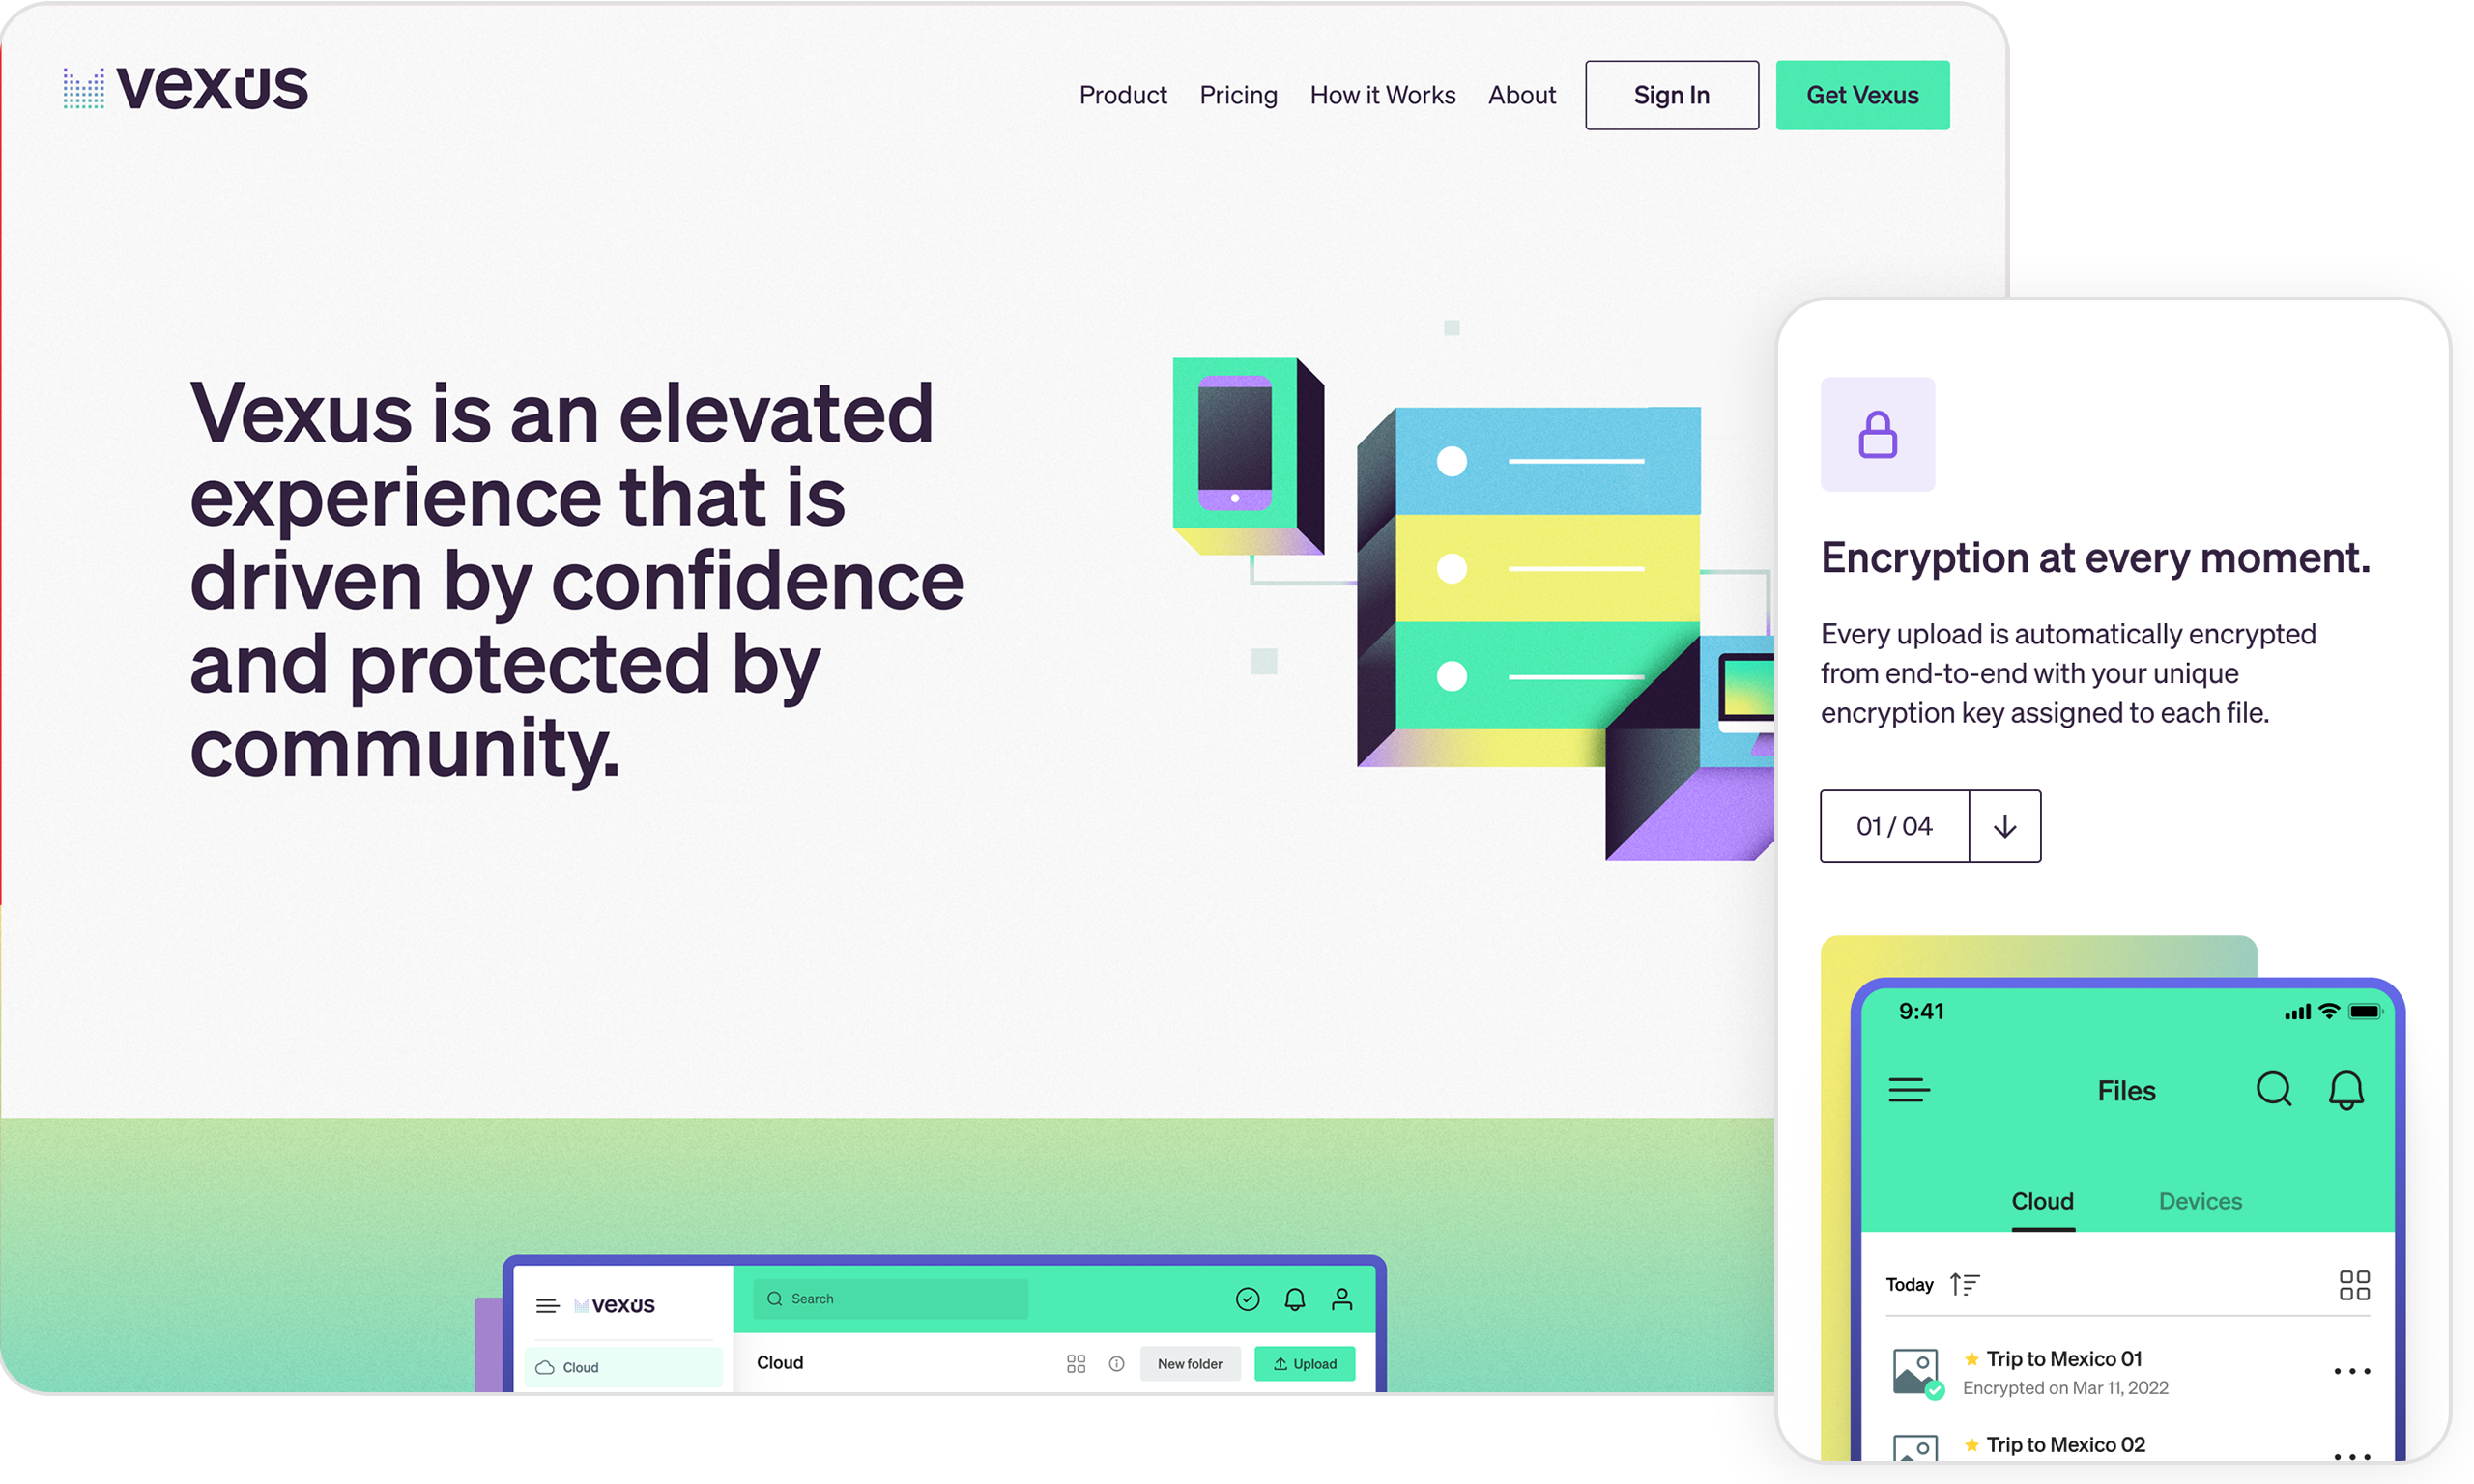 vexus
Product Pricing How it Works About Sign In Get Vexus
Vexus is an elevated
experience that is
driven by confidence
and protected by
community.
Encryption at every moment.
Every upload is automatically encrypted
from end-to-end with your unique
encryption key assigned to each file.
01 / 04
9:41
Files
Cloud Devices
Today
Trip to Mexico 01
Encrypted on Mar 11, 2022
Trip to Mexico 02
vexus
Search
Cloud
Cloud
New folder
Upload